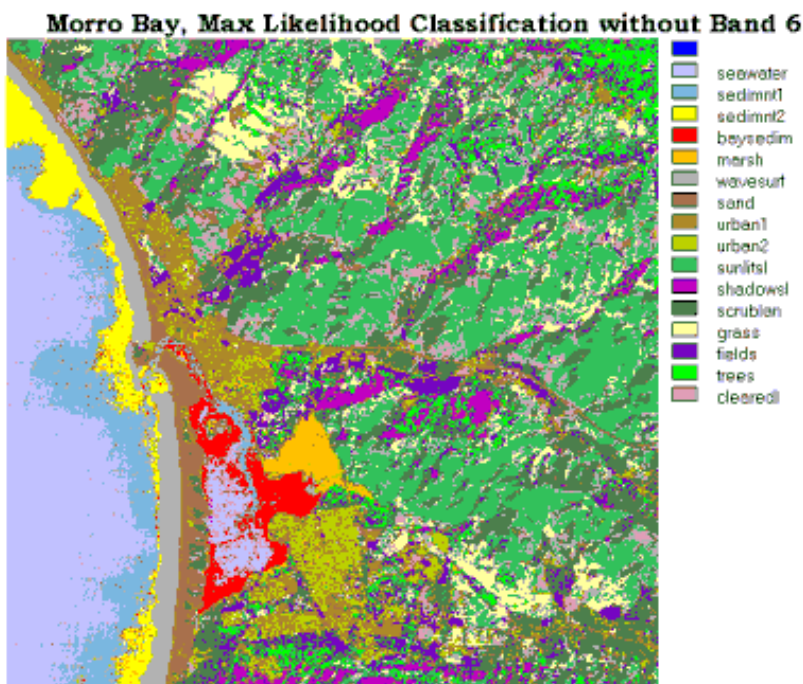 Morro Bay, Max Likelihood Classification without Band 6
seawater
sedimnt1
sedimnt2
baysedim
marsh
wavesurf
sand
urban1
urban2
sunlitsl
shadowsl
scrublan
grass
fields
trees
clearedl